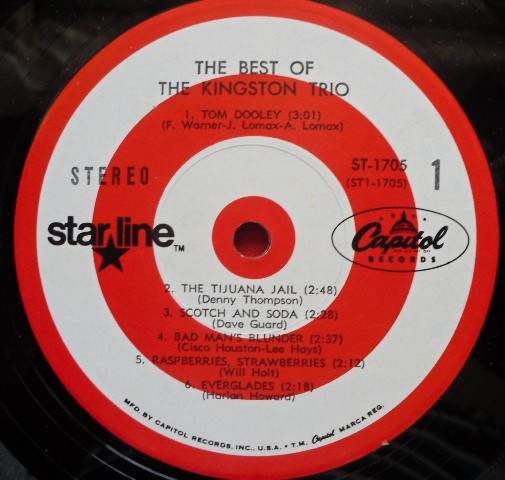 THE BEST OF
THE KINGSTON TRIO
1. TOM DOOLEY (3:01)
(F. Warner-J. Lomax-A. Lomax)
STEREO
ST-1705
(ST1-1705)
1
starline™
Capitol
RECORDS
2. THE TIJUANA JAIL (2:48)
(Denny Thompson)
3. SCOTCH AND SODA (2:28)
(Dave Guard)
4. BAD MAN'S BLUNDER (2:37)
(Cisco Houston-Lee Hays)
5. RASPBERRIES, STRAWBERRIES (2:12)
(Will Holt)
6. EVERGLADES (2:18)
(Harlan Howard)
MFD. BY CAPITOL RECORDS, INC., U.S.A. • T.M. Capitol MARCA REG.